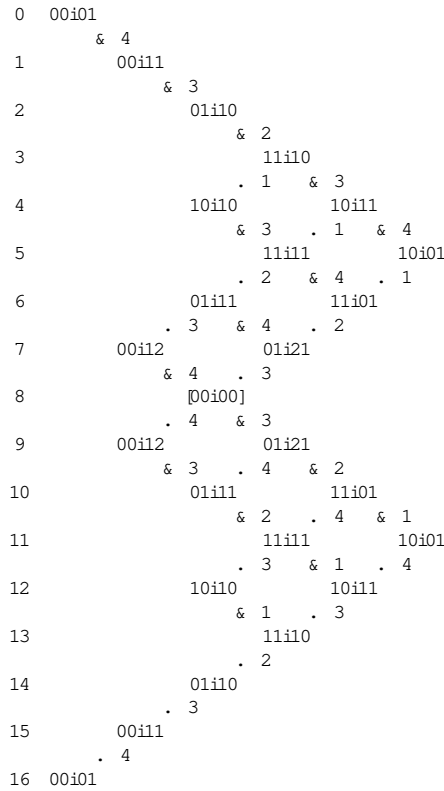 0 00i01
& 4
1 00i11
& 3
2 01i10
& 2
3 11i10
. 1 & 3
4 10i10 10i11
& 3 . 1 & 4
5 11i11 10i01
. 2 & 4 . 1
6 01i11 11i01
. 3 & 4 . 2
7 00i12 01i21
& 4 . 3
8 [00i00]
. 4 & 3
9 00i12 01i21
& 3 . 4 & 2
10 01i11 11i01
& 2 . 4 & 1
11 11i11 10i01
. 3 & 1 . 4
12 10i10 10i11
& 1 . 3
13 11i10
. 2
14 01i10
. 3
15 00i11
. 4
16 00i01